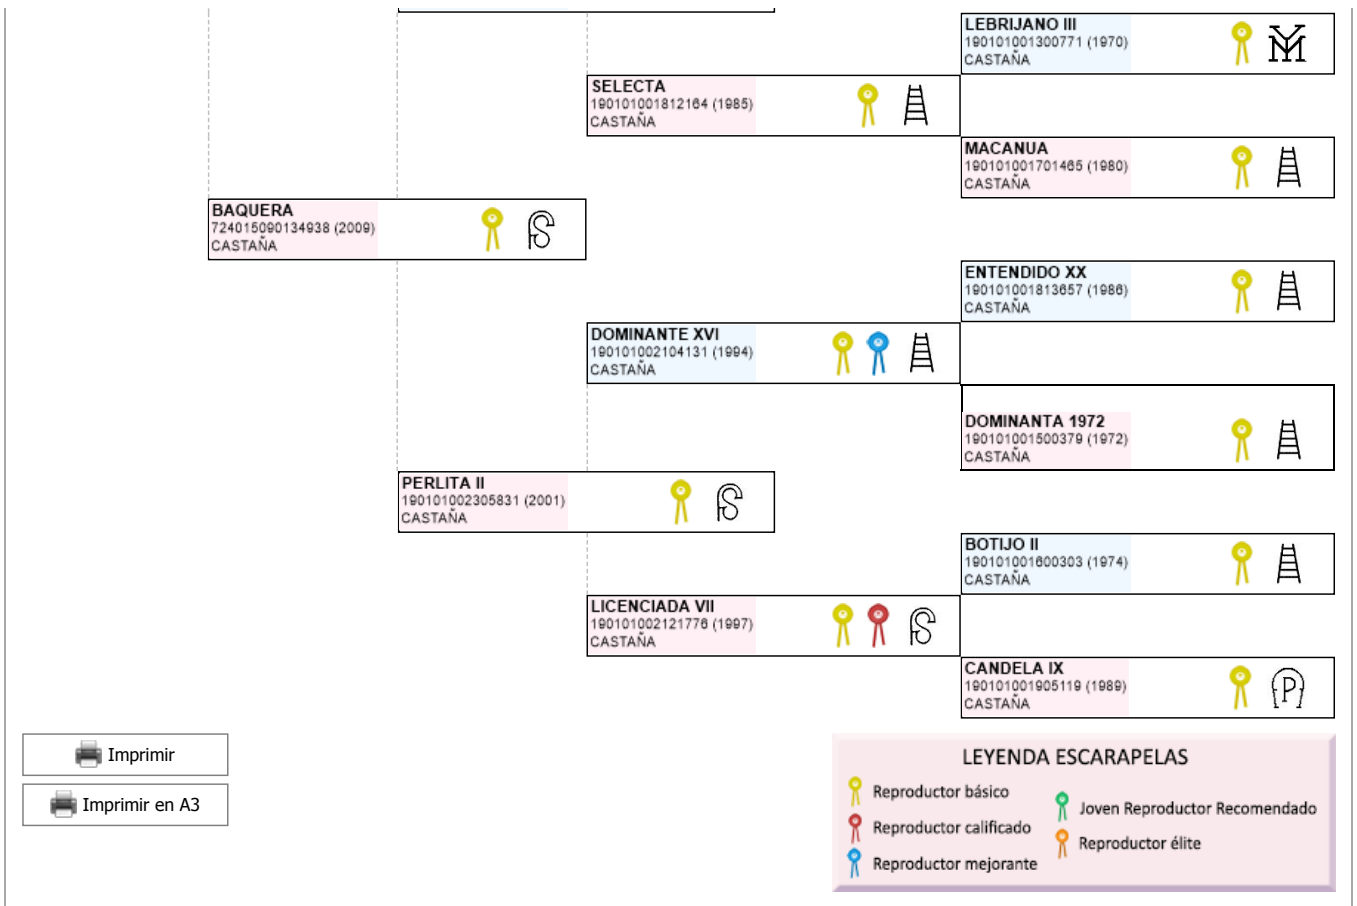 LEBRIJANO III
190101001300771 (1970)
CASTAÑA
SELECTA
190101001812164 (1985)
CASTAÑA
MACANUA
190101001701465 (1980)
CASTAÑA
BAQUERA
724015090134938 (2009)
CASTAÑA
ENTENDIDO XX
190101001813657 (1986)
CASTAÑA
DOMINANTE XVI
190101002104131 (1994)
CASTAÑA
DOMINANTA 1972
190101001500379 (1972)
CASTAÑA
PERLITA II
190101002305831 (2001)
CASTAÑA
BOTIJO II
190101001600303 (1974)
CASTAÑA
LICENCIADA VII
190101002121776 (1997)
CASTAÑA
CANDELA IX
190101001905119 (1989)
CASTAÑA
P
Imprimir
Imprimir en A3
LEYENDA ESCARAPELAS
Reproductor básico
Reproductor calificado
Reproductor mejorante
Joven Reproductor Recomendado
Reproductor élite